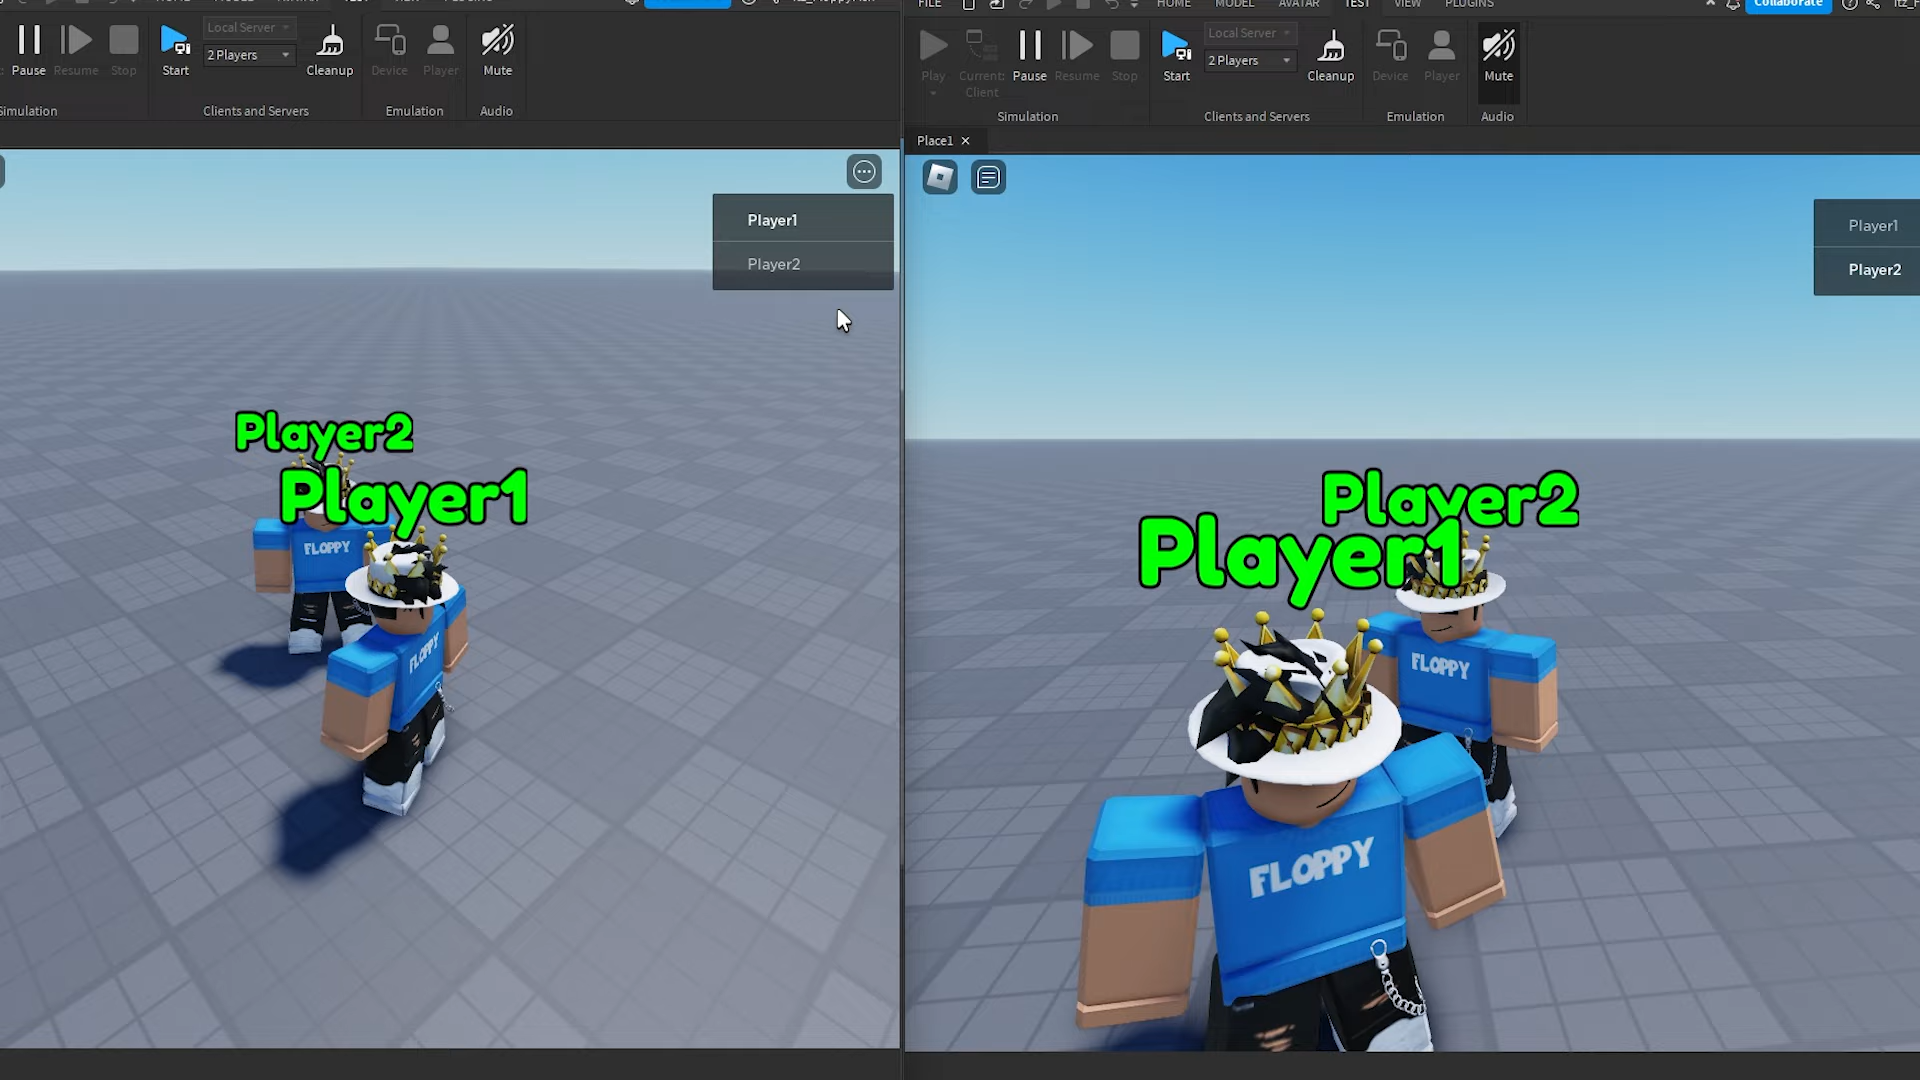 Local Server
2 Players
Pause
Resume
Stop
Start
Cleanup
Device
Player
Mute
Clients and Servers
Emulation
Audio
Player1
Player2
Player2
Player1
FLOPPY
FLOPPY
FILE
HOME
MODEL
AVATAR
TEST
VIEW
PLUGINS
Collaborate
Play
Current:
Client
Pause
Resume
Stop
Start
Local Server
2 Players
Cleanup
Device
Player
Mute
Simulation
Clients and Servers
Emulation
Audio
Place1
Player1
Player2
Player2
Player1
FLOPPY
FLOPPY